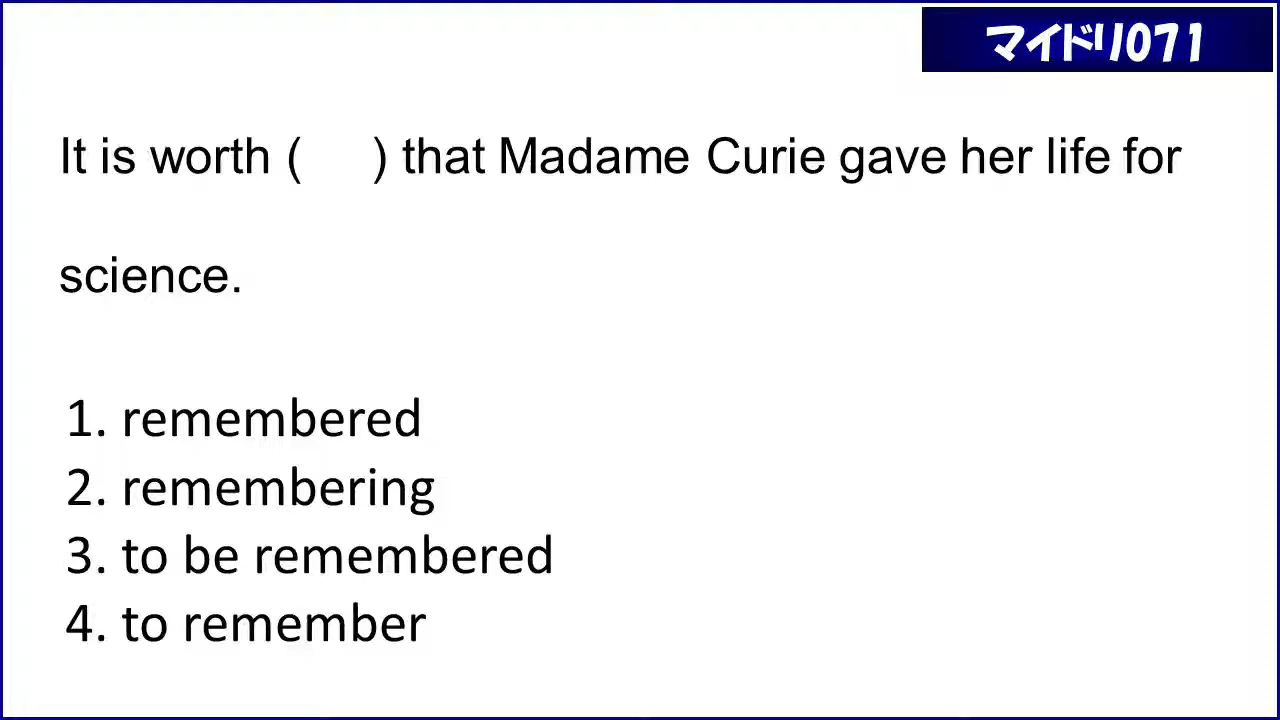 マイドリ071
It is worth (     ) that Madame Curie gave her life for
science.
1. remembered
2. remembering
3. to be remembered
4. to remember